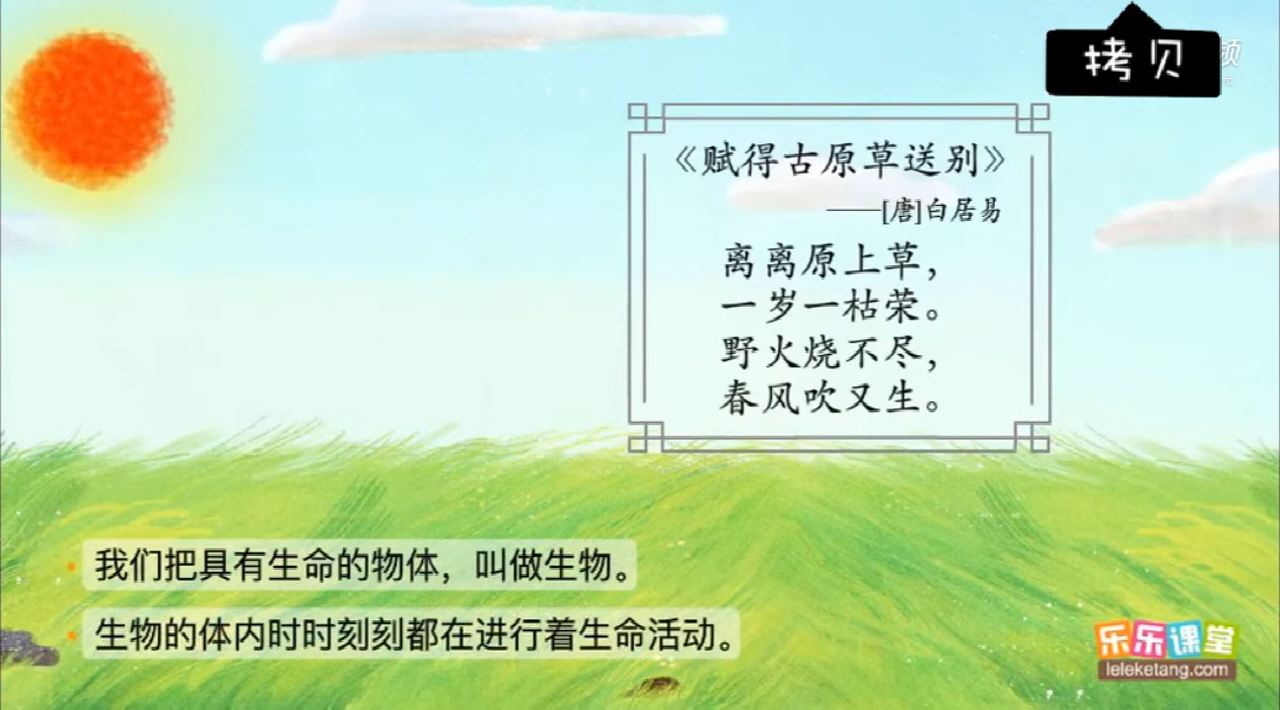 拷贝
《赋得古原草送别》
——[唐]白居易
离离原上草，
一岁一枯荣。
野火烧不尽，
春风吹又生。
我们把具有生命的物体，叫做生物。
生物的体内时时刻刻都在进行着生命活动。
乐乐课堂
leleketang.com